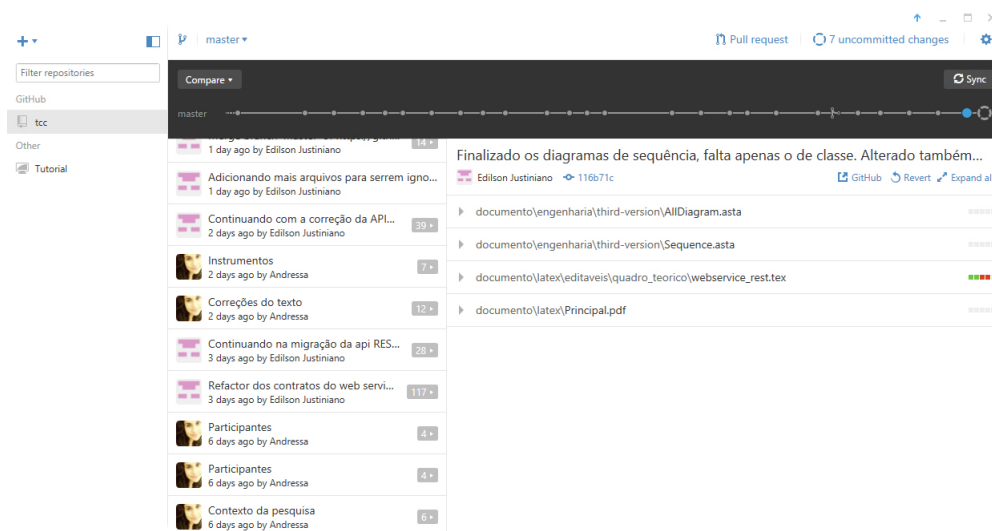 master
Pull request
7 uncommitted changes
Filter repositories
GitHub
tcc
Other
Tutorial
Compare
Sync
master
14
1 day ago by Edilson Justiniano
Adicionando mais arquivos para serrem igno...
1 day ago by Edilson Justiniano
Continuando com a correção da API...
2 days ago by Edilson Justiniano
39
Instrumentos
2 days ago by Andressa
7
Correções do texto
2 days ago by Andressa
12
Continuando na migração da api RES...
3 days ago by Edilson Justiniano
28
Refactor dos contratos do web servi...
3 days ago by Edilson Justiniano
117
Participantes
6 days ago by Andressa
4
Participantes
6 days ago by Andressa
4
Contexto da pesquisa
6 days ago by Andressa
6
Finalizado os diagramas de sequência, falta apenas o de classe. Alterado também...
Edilson Justiniano 116b71c
GitHub Revert Expand al
documento\engenharia\third-version\AllDiagram.asta
documento\engenharia\third-version\Sequence.asta
documento\latex\editaveis\quadro_teorico\webservice_rest.tex
documento\latex\Principal.pdf